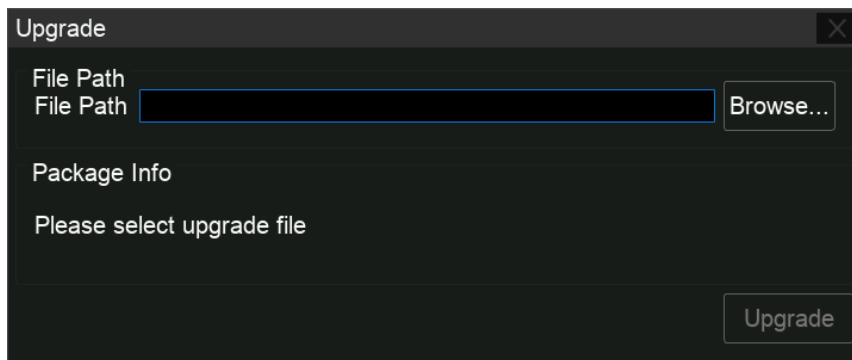 Upgrade
File Path
File Path Browse...
Package Info
Please select upgrade file
Upgrade